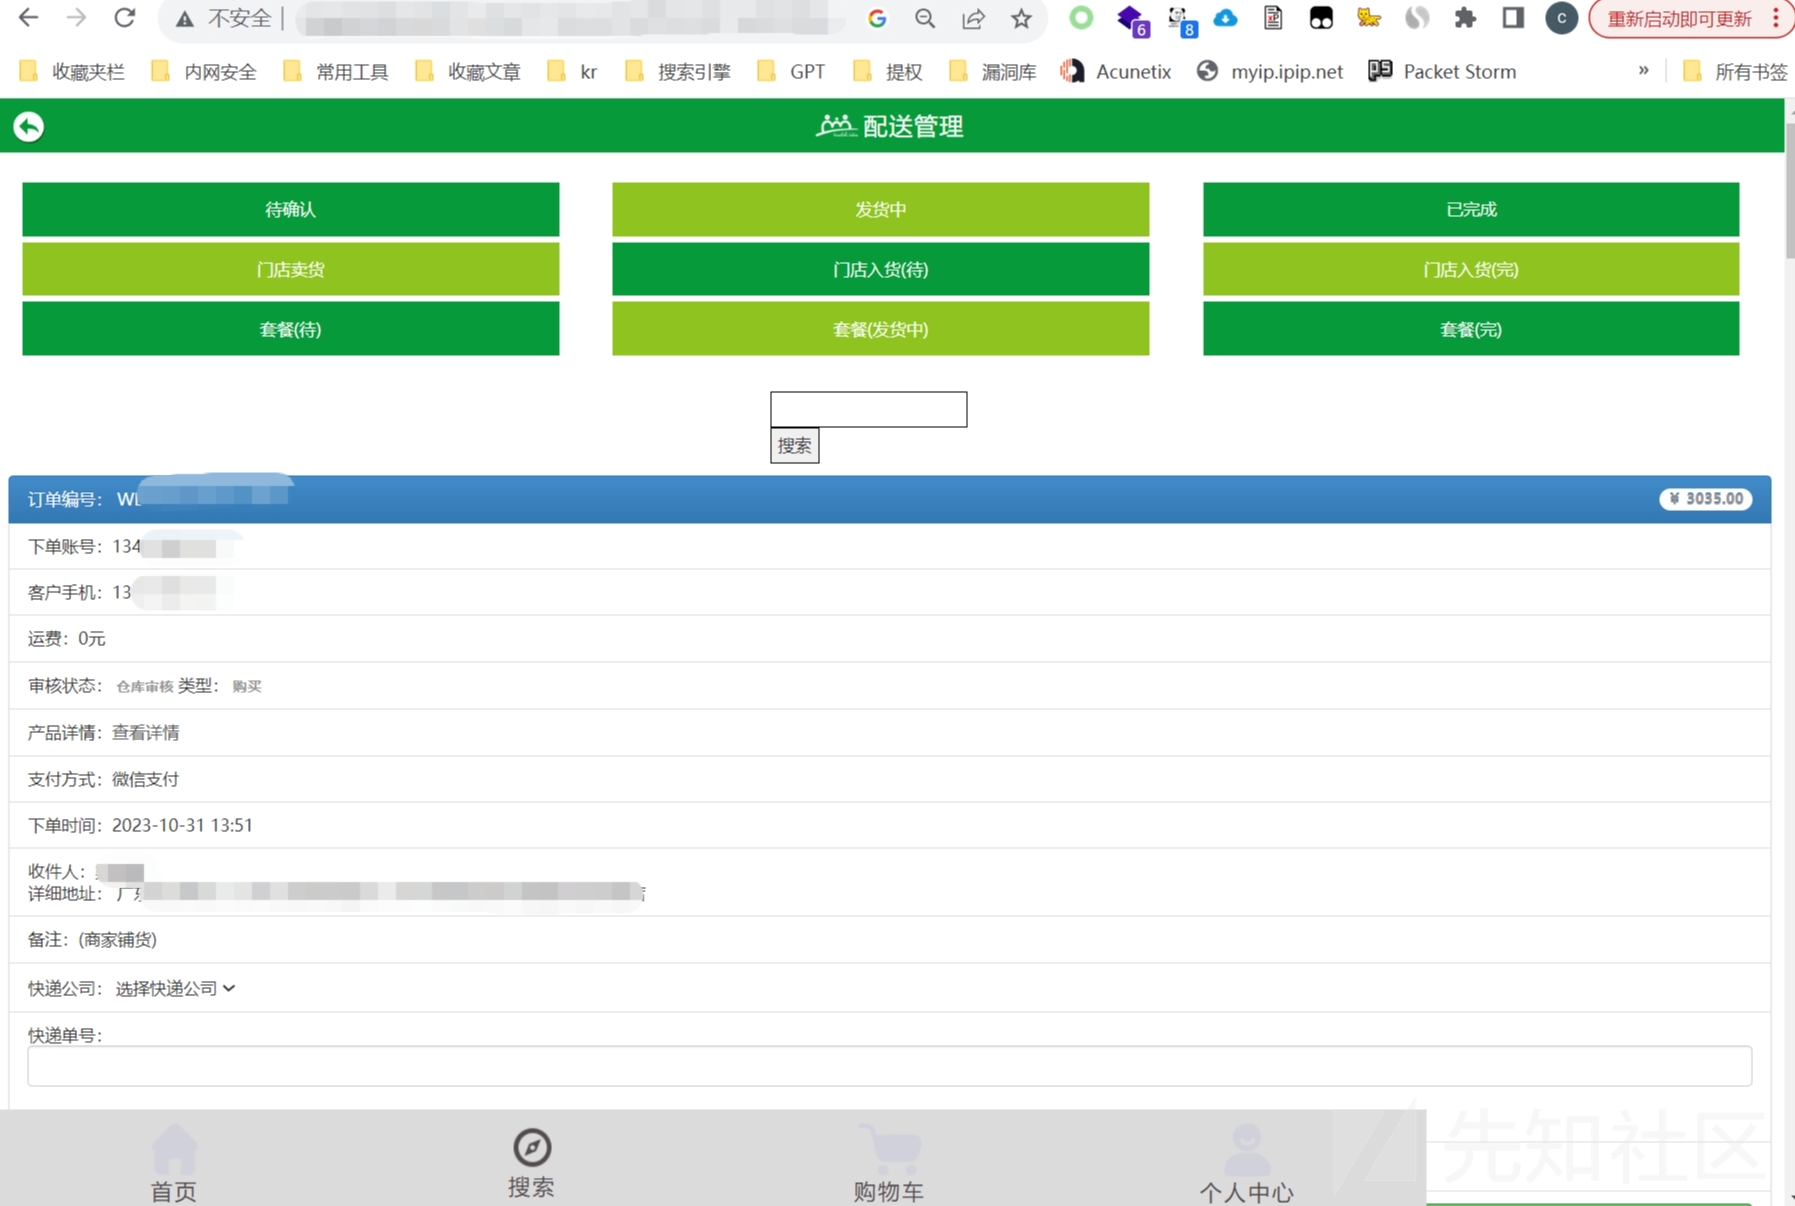 不安全
重新启动即可更新
6
8
C
收藏夹栏 内网安全 常用工具 收藏文章 kr 搜索引擎 GPT 提权 漏洞库 Acunetix myip.ipip.net Packet Storm » 所有书签
配送管理
待确认 发货中 已完成
门店卖货 门店入货(待) 门店入货(完)
套餐(待) 套餐(发货中) 套餐(完)
搜索
订单编号： ¥ 3035.00
下单账号：134
客户手机：13
运费：0元
审核状态： 仓库审核 类型： 购买
产品详情：查看详情
支付方式：微信支付
下单时间：2023-10-31 13:51
收件人：
详细地址： 广
备注：(商家铺货)
快递公司： 选择快递公司
快递单号：
首页 搜索 购物车 个人中心
先知社区